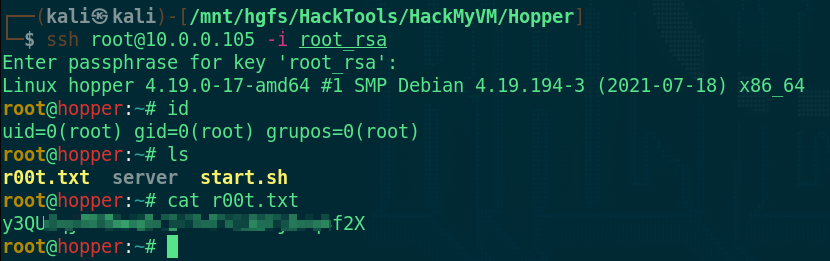 ┌──(kali㉿kali)-[/mnt/hgfs/HackTools/HackMyVM/Hopper]
└─$ ssh root@10.0.0.105 -i root_rsa
Enter passphrase for key 'root_rsa':
Linux hopper 4.19.0-17-amd64 #1 SMP Debian 4.19.194-3 (2021-07-18) x86_64
root@hopper:~# id
uid=0(root) gid=0(root) grupos=0(root)
root@hopper:~# ls
r00t.txt  server  start.sh
root@hopper:~# cat r00t.txt
y3QU f2X
root@hopper:~#